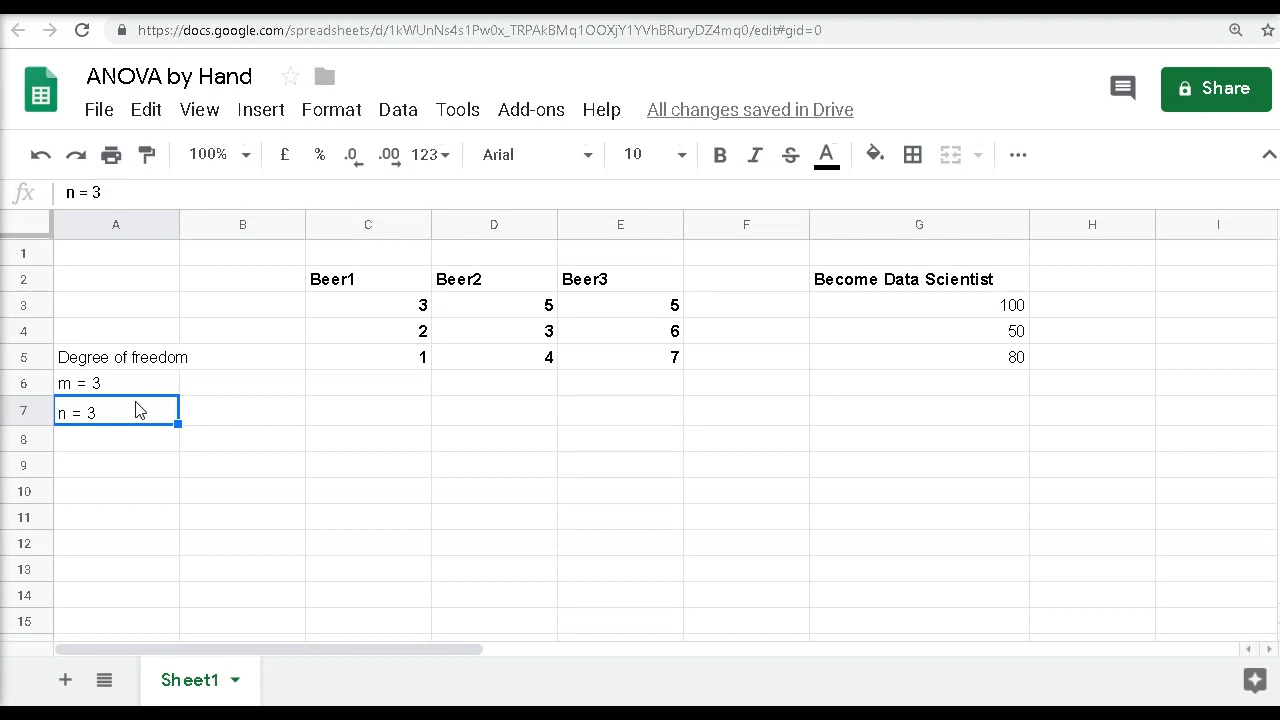 https://docs.google.com/spreadsheets/d/1kWUnNs4s1Pw0x_TRPAkBMq1OOXjY1YVhBRuryDZ4mq0/edit#gid=0
ANOVA by Hand
Share
File Edit View Insert Format Data Tools Add-ons Help All changes saved in Drive
100% £ % .0 .00 123 Arial 10 B I S A
fx n = 3
A B C D E F G H I
1
2 Beer1 Beer2 Beer3 Become Data Scientist
3 3 5 5 100
4 2 3 6 50
5 Degree of freedom 1 4 7 80
6 m = 3
7 n = 3
8
9
10
11
12
13
14
15
Sheet1